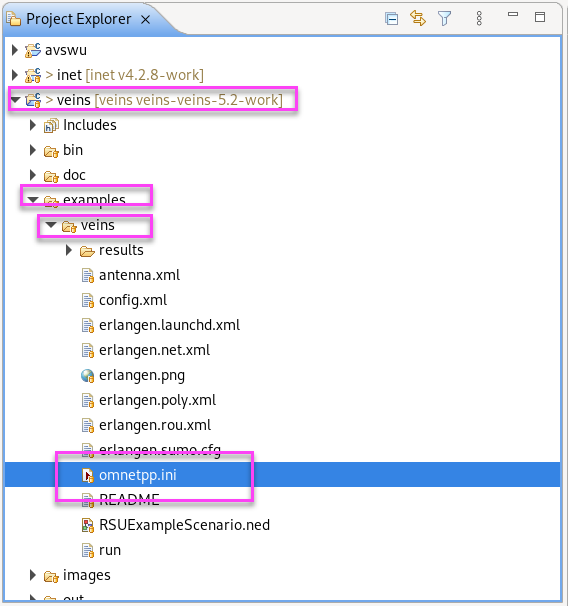 Project Explorer
avswu
> inet [inet v4.2.8-work]
> veins [veins veins-veins-5.2-work]
Includes
bin
doc
examples
veins
results
antenna.xml
config.xml
erlangen.launchd.xml
erlangen.net.xml
erlangen.png
erlangen.poly.xml
erlangen.rou.xml
erlangen.sumo.cfg
omnetpp.ini
README
RSUExampleScenario.ned
run
images
out